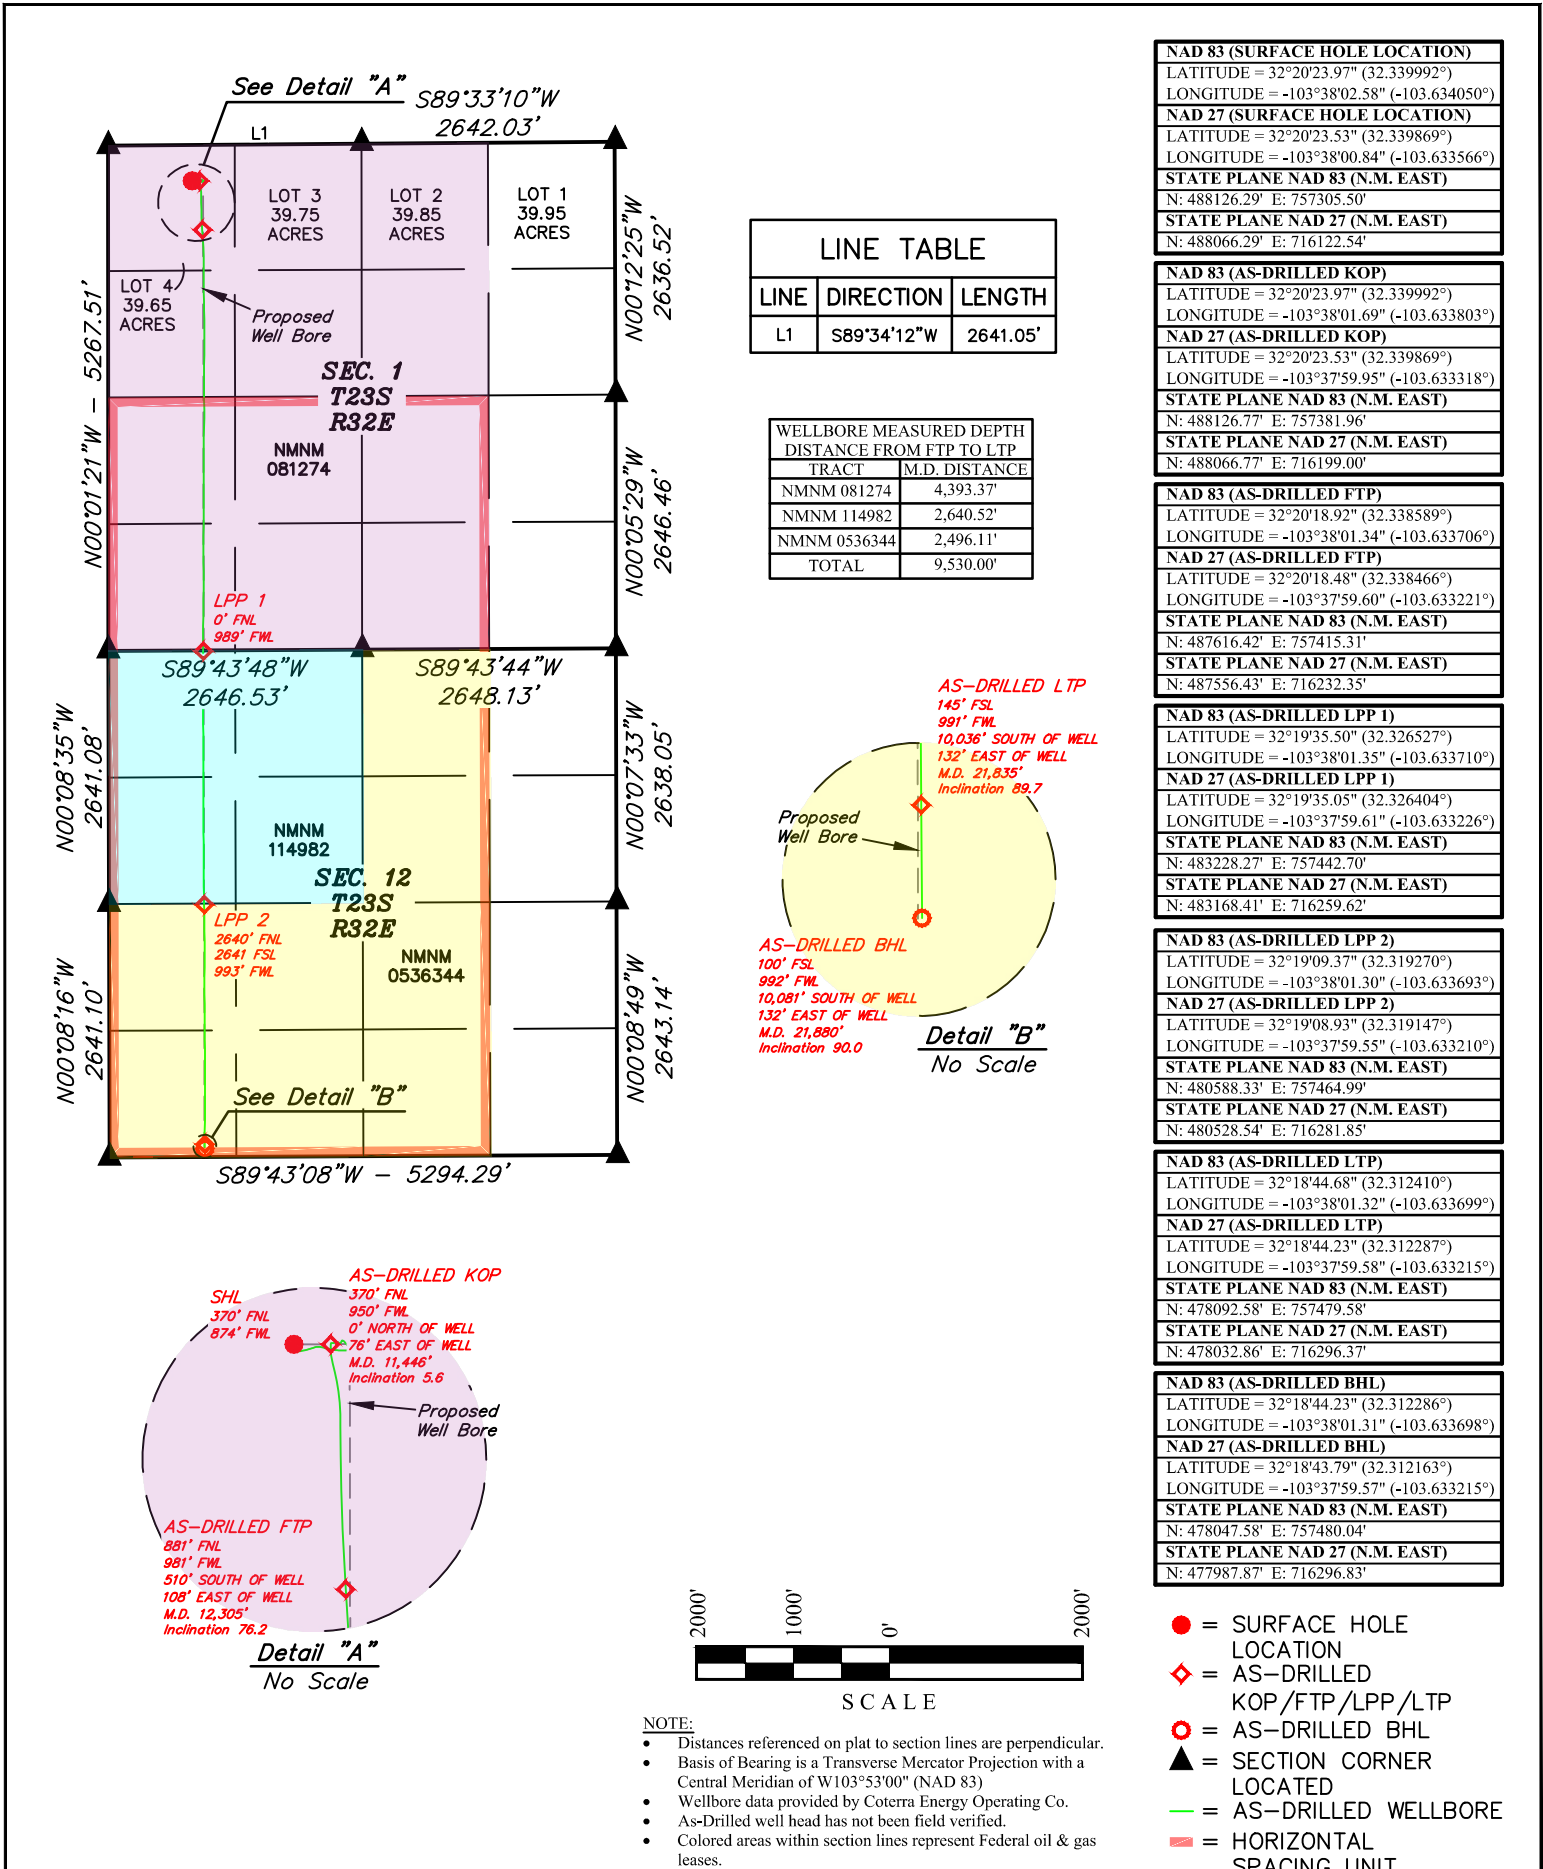 See Detail "A"
S89°33'10"W
2642.03'
L1
LOT 3
39.75
ACRES
LOT 2
39.85
ACRES
LOT 1
39.95
ACRES
LOT 4
39.65
ACRES
Proposed
Well Bore
SEC. 1
T23S
R32E
NMNM
081274
N00°01'21"W - 5267.51'
N00°12'25"W
2636.52'
N00°05'29"W
2646.46'
LPP 1
0' FNL
989' FWL
S89°43'48"W
2646.53'
S89°43'44"W
2648.13'
N00°08'35"W
2641.08'
N00°07'33"W
2638.05'
NMNM
114982
SEC. 12
T23S
R32E
LPP 2
2640' FNL
2641 FSL
993' FWL
NMNM
0536344
N00°08'16"W
2641.10'
N00°08'49"W
2643.14'
See Detail "B"
S89°43'08"W - 5294.29'
LINE TABLE
LINE DIRECTION LENGTH
L1 S89°34'12"W 2641.05'
WELLBORE MEASURED DEPTH
DISTANCE FROM FTP TO LTP
TRACT M.D. DISTANCE
NMNM 081274 4,393.37'
NMNM 114982 2,640.52'
NMNM 0536344 2,496.11'
TOTAL 9,530.00'
AS-DRILLED LTP
145' FSL
991' FWL
10,036' SOUTH OF WELL
132' EAST OF WELL
M.D. 21,835'
Inclination 89.7
Proposed
Well Bore
AS-DRILLED BHL
100' FSL
992' FWL
10,081' SOUTH OF WELL
132' EAST OF WELL
M.D. 21,880'
Inclination 90.0
Detail "B"
No Scale
SHL
370' FNL
874' FWL
AS-DRILLED KOP
370' FNL
950' FWL
0' NORTH OF WELL
76' EAST OF WELL
M.D. 11,446'
Inclination 5.6
Proposed
Well Bore
AS-DRILLED FTP
881' FNL
981' FWL
510' SOUTH OF WELL
108' EAST OF WELL
M.D. 12,305'
Inclination 76.2
Detail "A"
No Scale
2000' 1000' 0' 2000'
SCALE
NOTE:
• Distances referenced on plat to section lines are perpendicular.
• Basis of Bearing is a Transverse Mercator Projection with a
Central Meridian of W103°53'00" (NAD 83)
• Wellbore data provided by Coterra Energy Operating Co.
• As-Drilled well head has not been field verified.
• Colored areas within section lines represent Federal oil & gas
leases.
NAD 83 (SURFACE HOLE LOCATION)
LATITUDE = 32°20'23.97" (32.339992°)
LONGITUDE = -103°38'02.58" (-103.634050°)
NAD 27 (SURFACE HOLE LOCATION)
LATITUDE = 32°20'23.53" (32.339869°)
LONGITUDE = -103°38'00.84" (-103.633566°)
STATE PLANE NAD 83 (N.M. EAST)
N: 488126.29' E: 757305.50'
STATE PLANE NAD 27 (N.M. EAST)
N: 488066.29' E: 716122.54'
NAD 83 (AS-DRILLED KOP)
LATITUDE = 32°20'23.97" (32.339992°)
LONGITUDE = -103°38'01.69" (-103.633803°)
NAD 27 (AS-DRILLED KOP)
LATITUDE = 32°20'23.53" (32.339869°)
LONGITUDE = -103°37'59.95" (-103.633318°)
STATE PLANE NAD 83 (N.M. EAST)
N: 488126.77' E: 757381.96'
STATE PLANE NAD 27 (N.M. EAST)
N: 488066.77' E: 716199.00'
NAD 83 (AS-DRILLED FTP)
LATITUDE = 32°20'18.92" (32.338589°)
LONGITUDE = -103°38'01.34" (-103.633706°)
NAD 27 (AS-DRILLED FTP)
LATITUDE = 32°20'18.48" (32.338466°)
LONGITUDE = -103°37'59.60" (-103.633221°)
STATE PLANE NAD 83 (N.M. EAST)
N: 487616.42' E: 757415.31'
STATE PLANE NAD 27 (N.M. EAST)
N: 487556.43' E: 716232.35'
NAD 83 (AS-DRILLED LPP 1)
LATITUDE = 32°19'35.50" (32.326527°)
LONGITUDE = -103°38'01.35" (-103.633710°)
NAD 27 (AS-DRILLED LPP 1)
LATITUDE = 32°19'35.05" (32.326404°)
LONGITUDE = -103°37'59.61" (-103.633226°)
STATE PLANE NAD 83 (N.M. EAST)
N: 483228.27' E: 757442.70'
STATE PLANE NAD 27 (N.M. EAST)
N: 483168.41' E: 716259.62'
NAD 83 (AS-DRILLED LPP 2)
LATITUDE = 32°19'09.37" (32.319270°)
LONGITUDE = -103°38'01.30" (-103.633693°)
NAD 27 (AS-DRILLED LPP 2)
LATITUDE = 32°19'08.93" (32.319147°)
LONGITUDE = -103°37'59.55" (-103.633210°)
STATE PLANE NAD 83 (N.M. EAST)
N: 480588.33' E: 757464.99'
STATE PLANE NAD 27 (N.M. EAST)
N: 480528.54' E: 716281.85'
NAD 83 (AS-DRILLED LTP)
LATITUDE = 32°18'44.68" (32.312410°)
LONGITUDE = -103°38'01.32" (-103.633699°)
NAD 27 (AS-DRILLED LTP)
LATITUDE = 32°18'44.23" (32.312287°)
LONGITUDE = -103°37'59.58" (-103.633215°)
STATE PLANE NAD 83 (N.M. EAST)
N: 478092.58' E: 757479.58'
STATE PLANE NAD 27 (N.M. EAST)
N: 478032.86' E: 716296.37'
NAD 83 (AS-DRILLED BHL)
LATITUDE = 32°18'44.23" (32.312286°)
LONGITUDE = -103°38'01.31" (-103.633698°)
NAD 27 (AS-DRILLED BHL)
LATITUDE = 32°18'43.79" (32.312163°)
LONGITUDE = -103°37'59.57" (-103.633215°)
STATE PLANE NAD 83 (N.M. EAST)
N: 478047.58' E: 757480.04'
STATE PLANE NAD 27 (N.M. EAST)
N: 477987.87' E: 716296.83'
= SURFACE HOLE
LOCATION
= AS-DRILLED
KOP/FTP/LPP/LTP
= AS-DRILLED BHL
= SECTION CORNER
LOCATED
= AS-DRILLED WELLBORE
= HORIZONTAL
SPACING UNIT